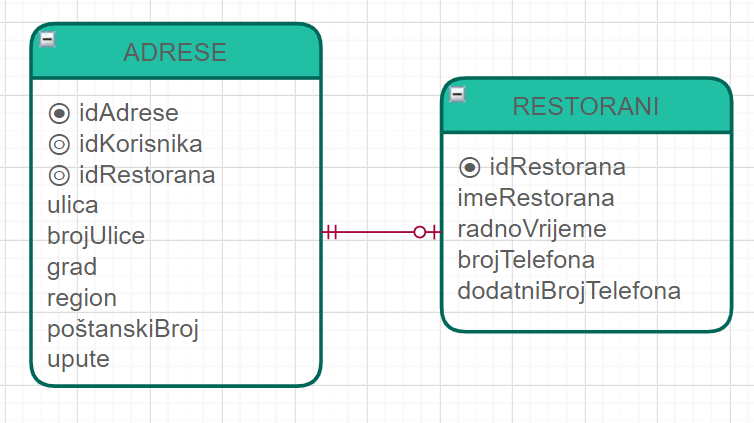 ADRESE
idAdrese
idKorisnika
idRestorana
ulica
brojUlice
grad
region
poštanskiBroj
upute
RESTORANI
idRestorana
imeRestorana
radnoVrijeme
brojTelefona
dodatniBrojTelefona